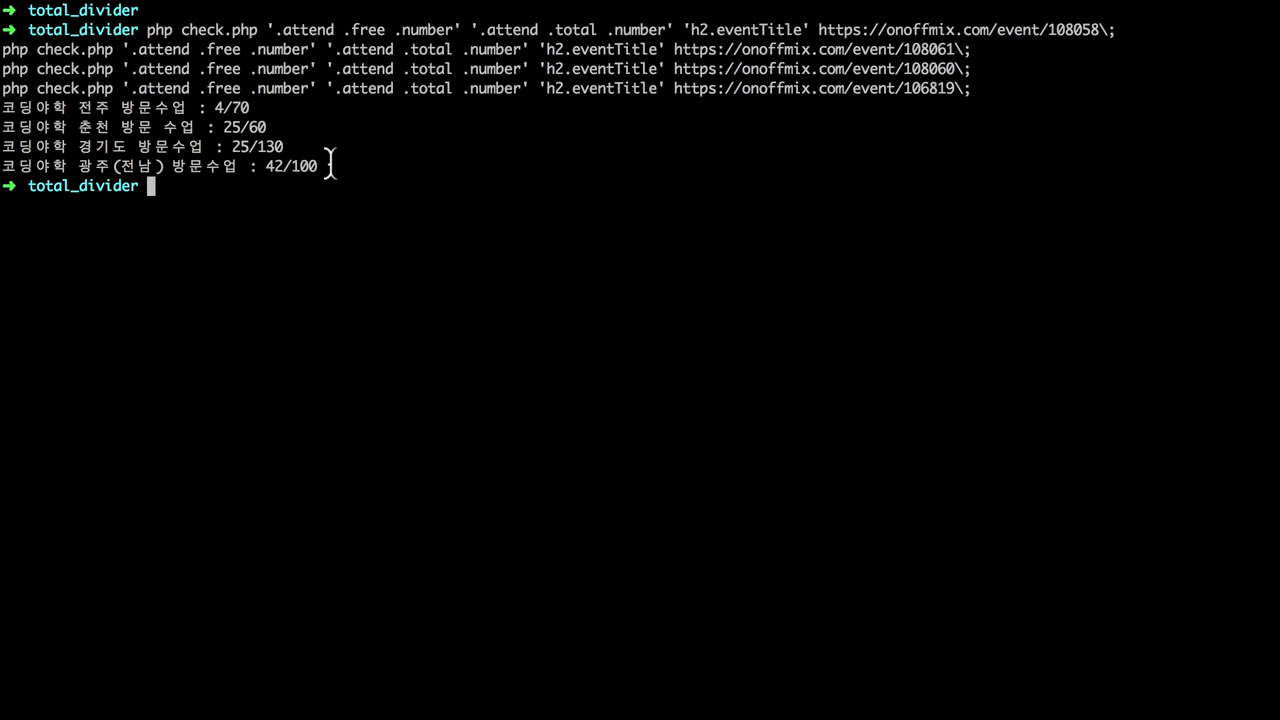 ➜ total_divider
➜ total_divider php check.php '.attend .free .number' '.attend .total .number' 'h2.eventTitle' https://onoffmix.com/event/108058\;
php check.php '.attend .free .number' '.attend .total .number' 'h2.eventTitle' https://onoffmix.com/event/108061\;
php check.php '.attend .free .number' '.attend .total .number' 'h2.eventTitle' https://onoffmix.com/event/108060\;
php check.php '.attend .free .number' '.attend .total .number' 'h2.eventTitle' https://onoffmix.com/event/106819\;
코딩야학 전주 방문수업 : 4/70
코딩야학 춘천 방문 수업 : 25/60
코딩야학 경기도 방문수업 : 25/130
코딩야학 광주(전남) 방문수업 : 42/100
➜ total_divider